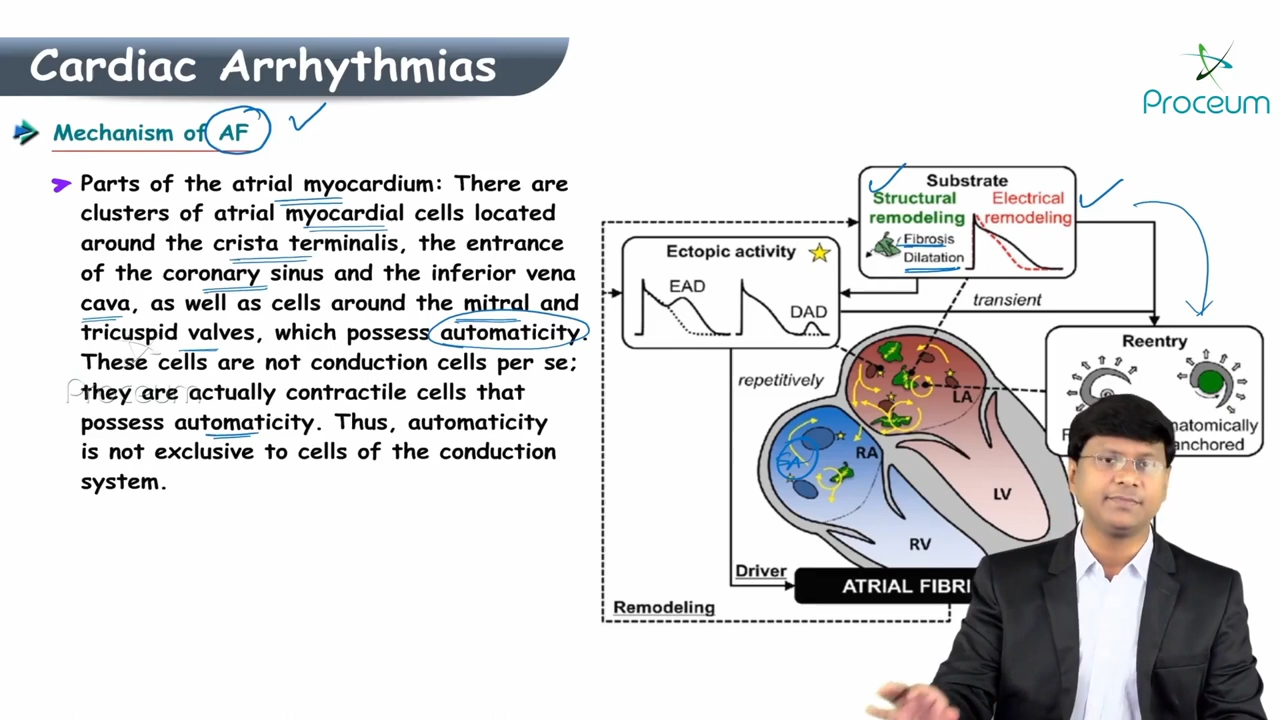 Cardiac Arrhythmias
Proceum
Mechanism of AF
Parts of the atrial myocardium: There are
clusters of atrial myocardial cells located
around the crista terminalis, the entrance
of the coronary sinus and the inferior vena
cava, as well as cells around the mitral and
tricuspid valves, which possess automaticity.
These cells are not conduction cells per se;
they are actually contractile cells that
possess automaticity. Thus, automaticity
is not exclusive to cells of the conduction
system.
Proceum
Substrate
Structural
remodeling
Electrical
remodeling
Fibrosis
Dilatation
Ectopic activity
EAD
DAD
transient
repetitively
Reentry
natomically
anchored
LA
RA
SA
LV
RV
Driver
ATRIAL FIBRI
Remodeling